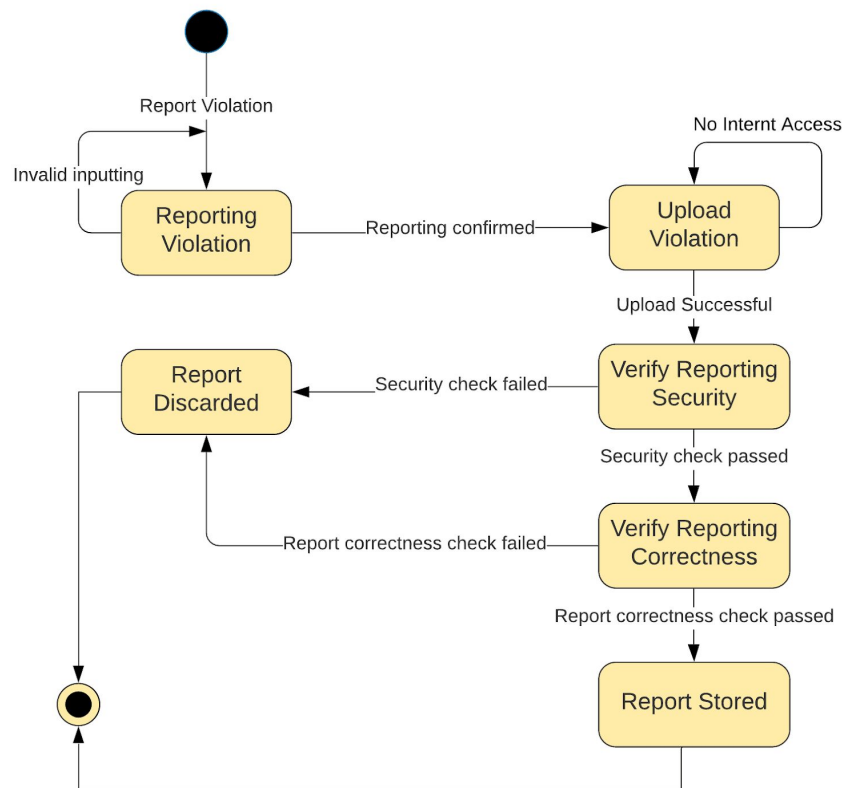 Report Violation
No Internt Access
Invalid inputting
Reporting
Violation
Reporting confirmed
Upload
Violation
Upload Successful
Report
Discarded
Security check failed
Verify Reporting
Security
Security check passed
Report correctness check failed
Verify Reporting
Correctness
Report correctness check passed
Report Stored